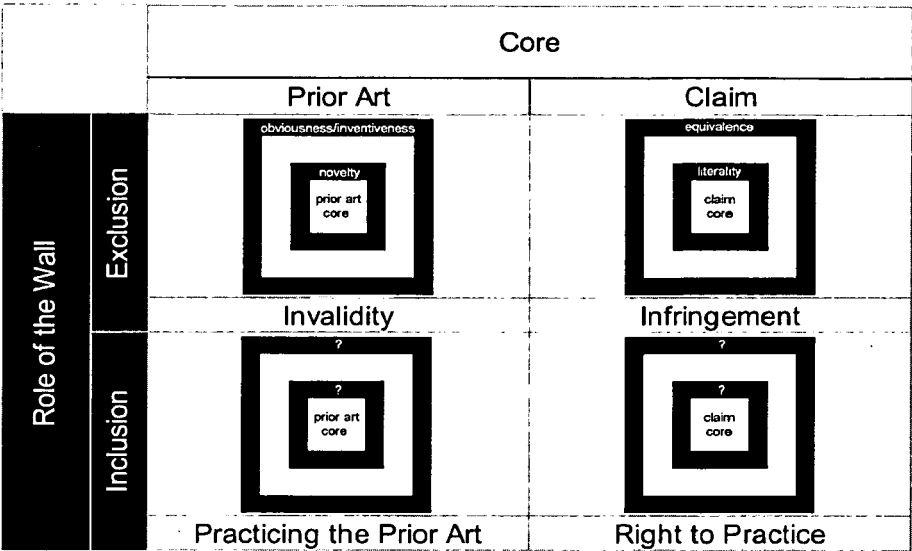 Core
Prior Art
Claim
Role of the Wall
Exclusion
obviousness/inventiveness
novelty
prior art
core
equivalence
literality
claim
core
Invalidity
Infringement
Inclusion
?
?
prior art
core
?
?
claim
core
Practicing the Prior Art
Right to Practice